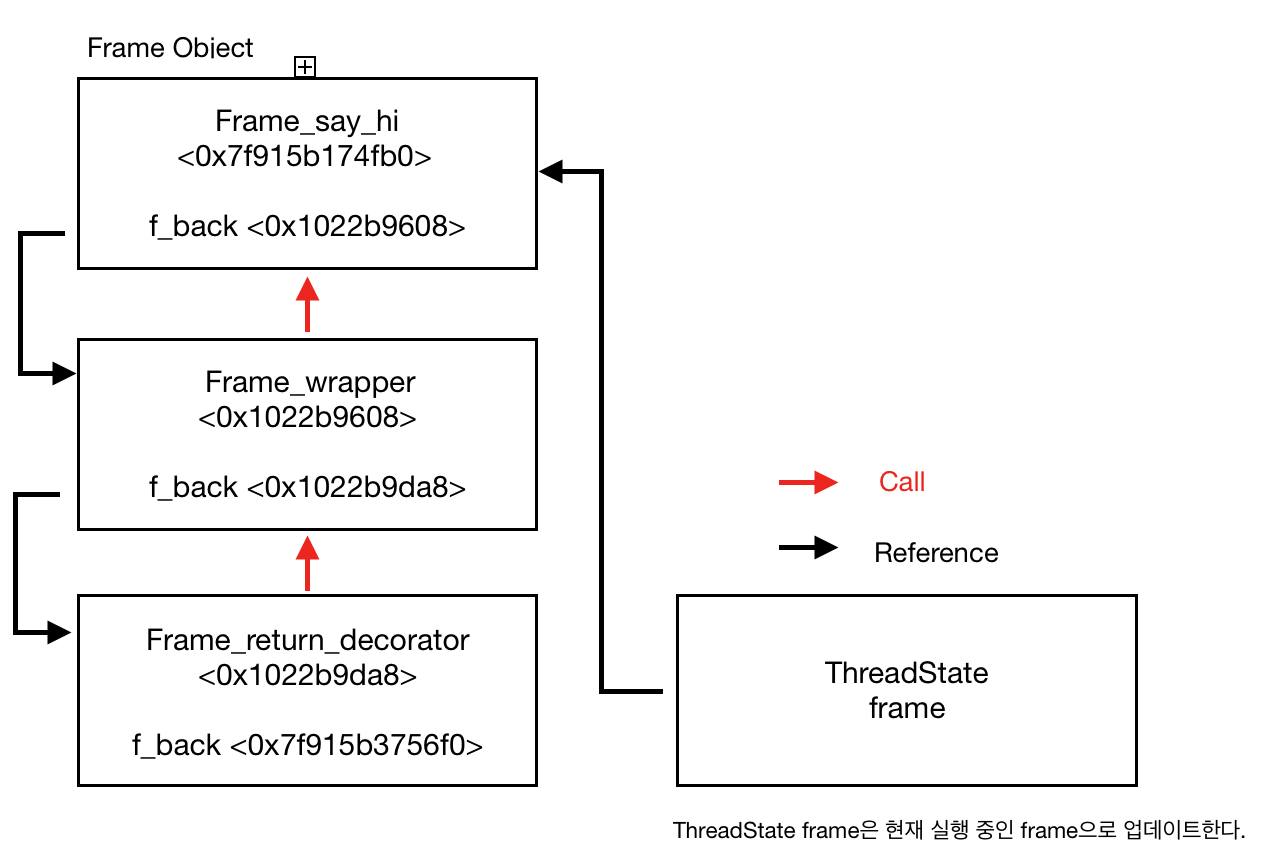 Frame Object
Frame_say_hi
<0x7f915b174fb0>
f_back <0x1022b9608>
Frame_wrapper
<0x1022b9608>
f_back <0x1022b9da8>
Frame_return_decorator
<0x1022b9da8>
f_back <0x7f915b3756f0>
Call
Reference
ThreadState
frame
ThreadState frame은 현재 실행 중인 frame으로 업데이트한다.